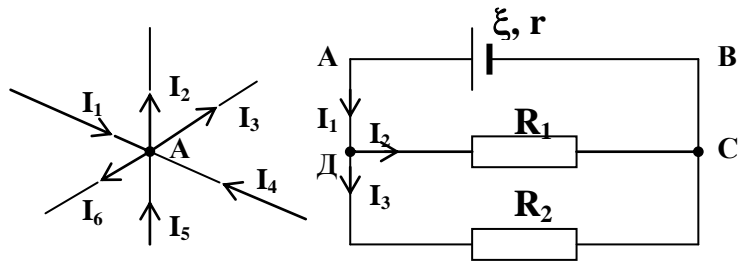 ξ, r
A B
I₁ I₂ I₃ A I₄ I₅ I₆
I₁ I₂ R₁ Д C
I₃ R₂